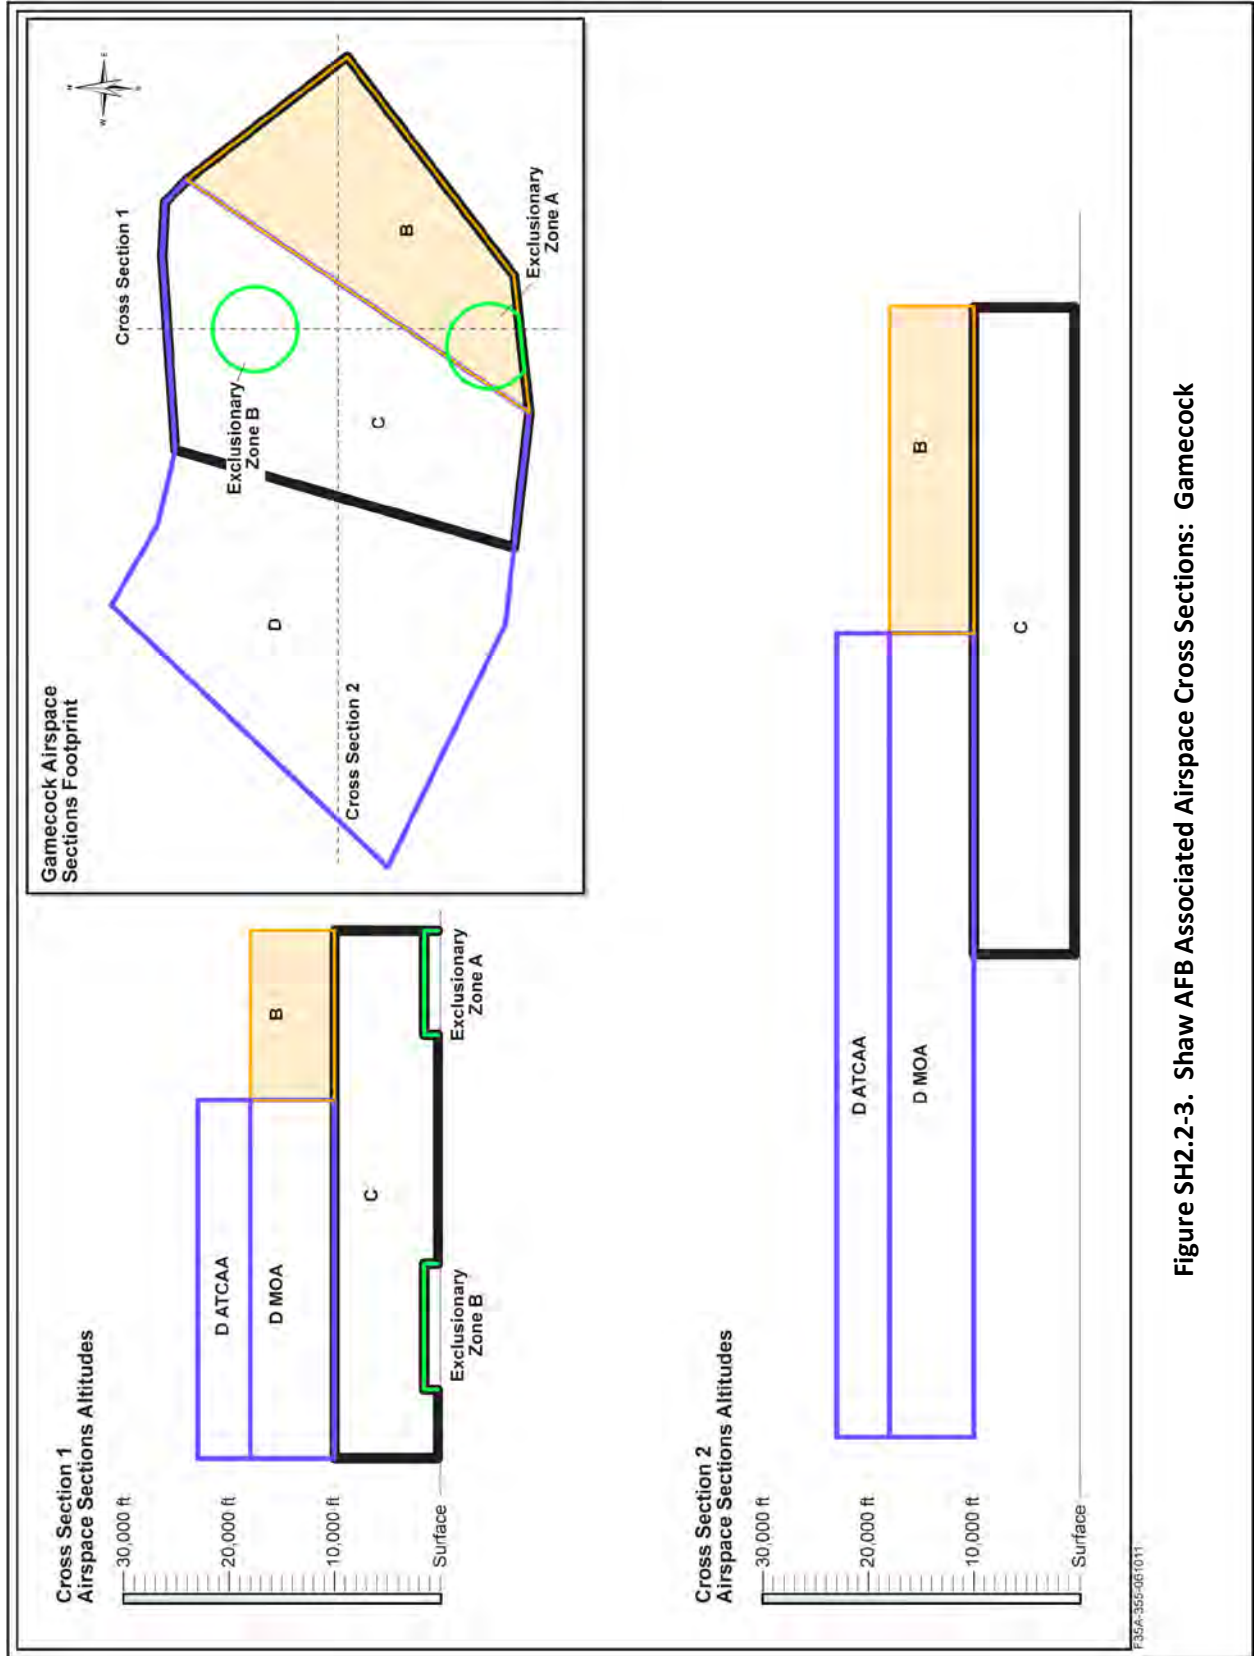 Cross Section 1
Airspace Sections Altitudes
30,000 ft
20,000 ft
10,000 ft
Surface
D ATCAA
D MOA
B
C
Exclusionary
Zone B
Exclusionary
Zone A
Gamecock Airspace
Sections Footprint
N
W
E
S
Cross Section 1
Cross Section 2
Exclusionary
Zone B
Exclusionary
Zone A
D
C
B
Cross Section 2
Airspace Sections Altitudes
30,000 ft
20,000 ft
10,000 ft
Surface
D ATCAA
D MOA
B
C
F35A-355-061011
Figure SH2.2-3. Shaw AFB Associated Airspace Cross Sections: Gamecock